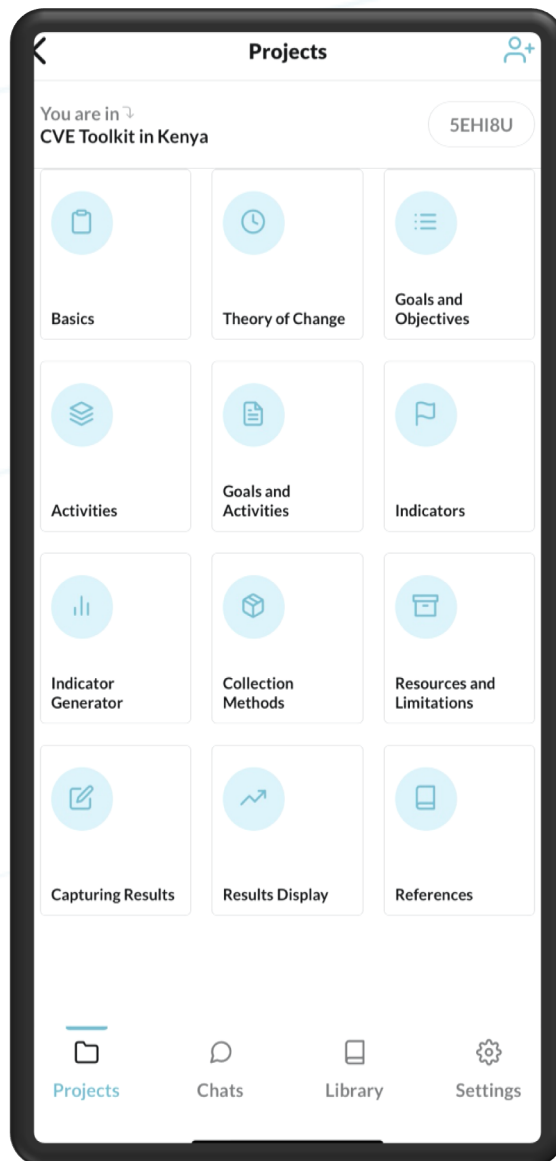 Projects
You are in
CVE Toolkit in Kenya
5EHI8U
Basics
Theory of Change
Goals and
Objectives
Activities
Goals and
Activities
Indicators
Indicator
Generator
Collection
Methods
Resources and
Limitations
Capturing Results
Results Display
References
Projects
Chats
Library
Settings